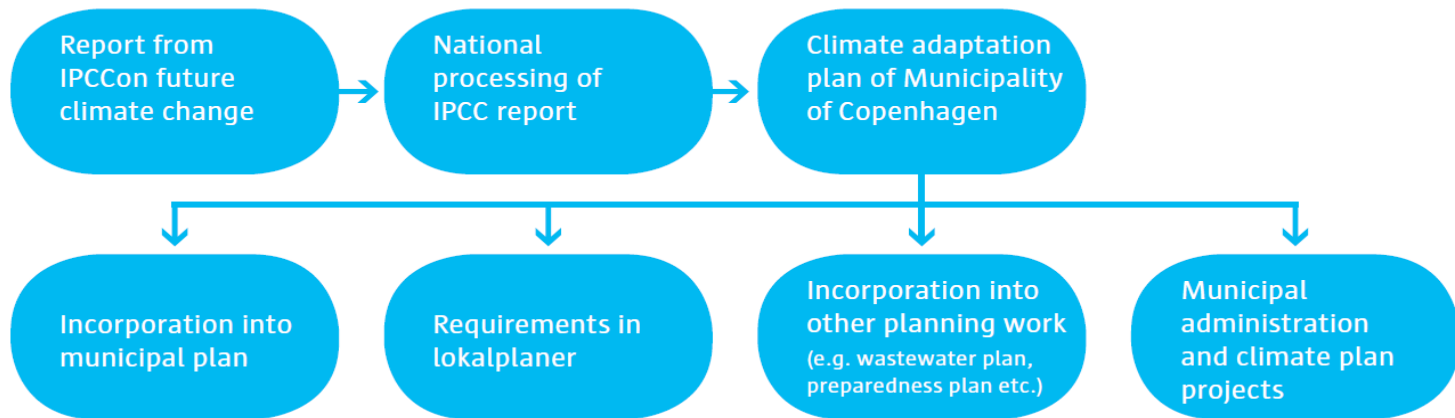 Report from
IPCCon future
climate change
National
processing of
IPCC report
Climate adaptation
plan of Municipality
of Copenhagen
Incorporation into
municipal plan
Requirements in
lokalplaner
Incorporation into
other planning work
(e.g. wastewater plan,
preparedness plan etc.)
Municipal
administration
and climate plan
projects